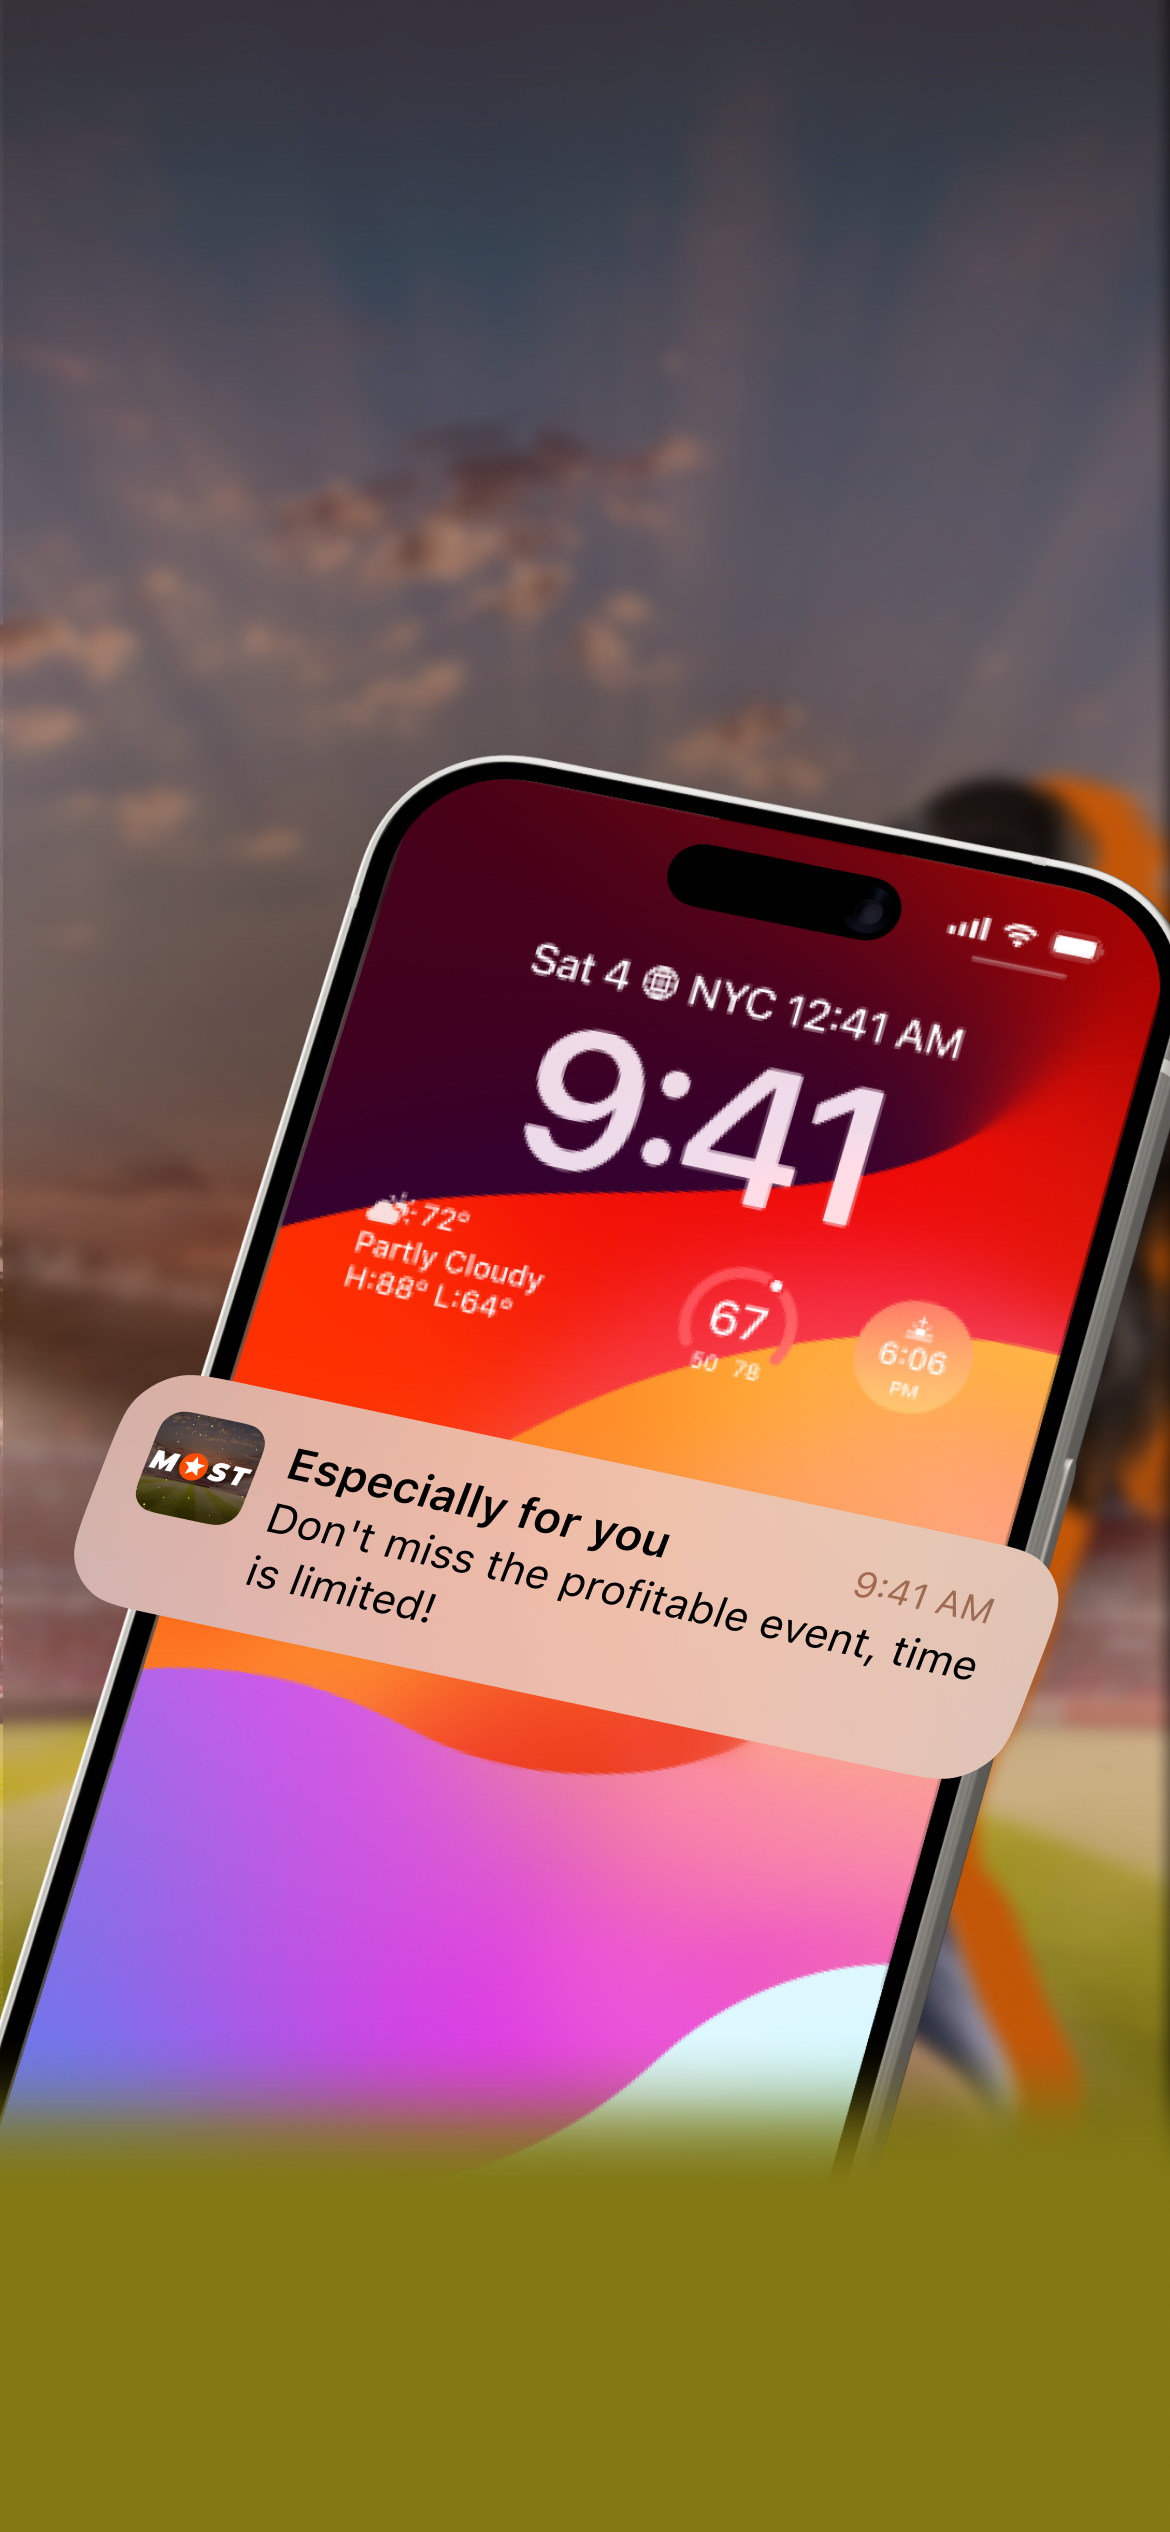 Sat 4 NYC 12:41 AM
9:41
72°
Partly Cloudy
H:88° L:64°
67
50 78
6:06
PM
MOST
Especially for you
9:41 AM
Don't miss the profitable event, time
is limited!